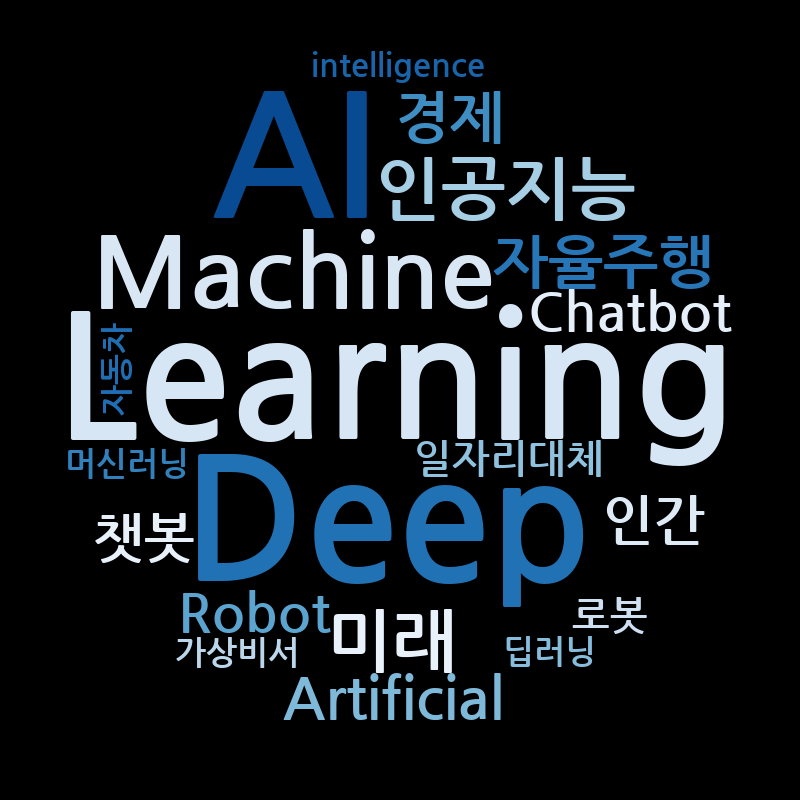 intelligence
AI
경제
인공지능
Machine
자율주행
Chatbot
Learning
자동차
머신러닝
일자리대체
Deep
챗봇
인간
Robot
미래
로봇
가상비서
딥러닝
Artificial